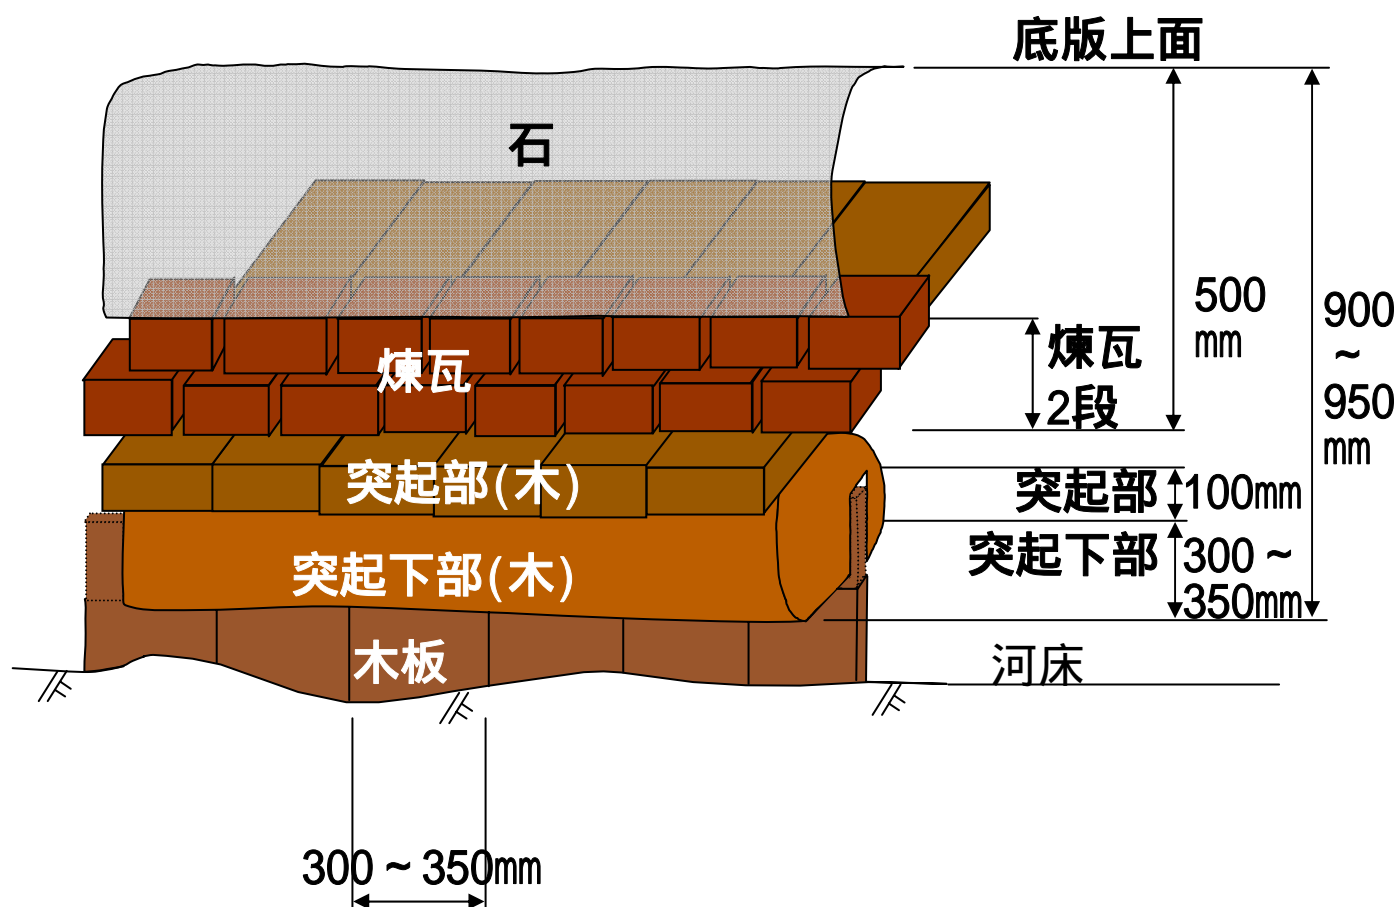 底版上面
石
500
mm
900
～
950
mm
煉瓦
煉瓦
2段
突起部(木)
突起部
100mm
突起下部(木)
突起下部
300～
350mm
木板
河床
300～350mm